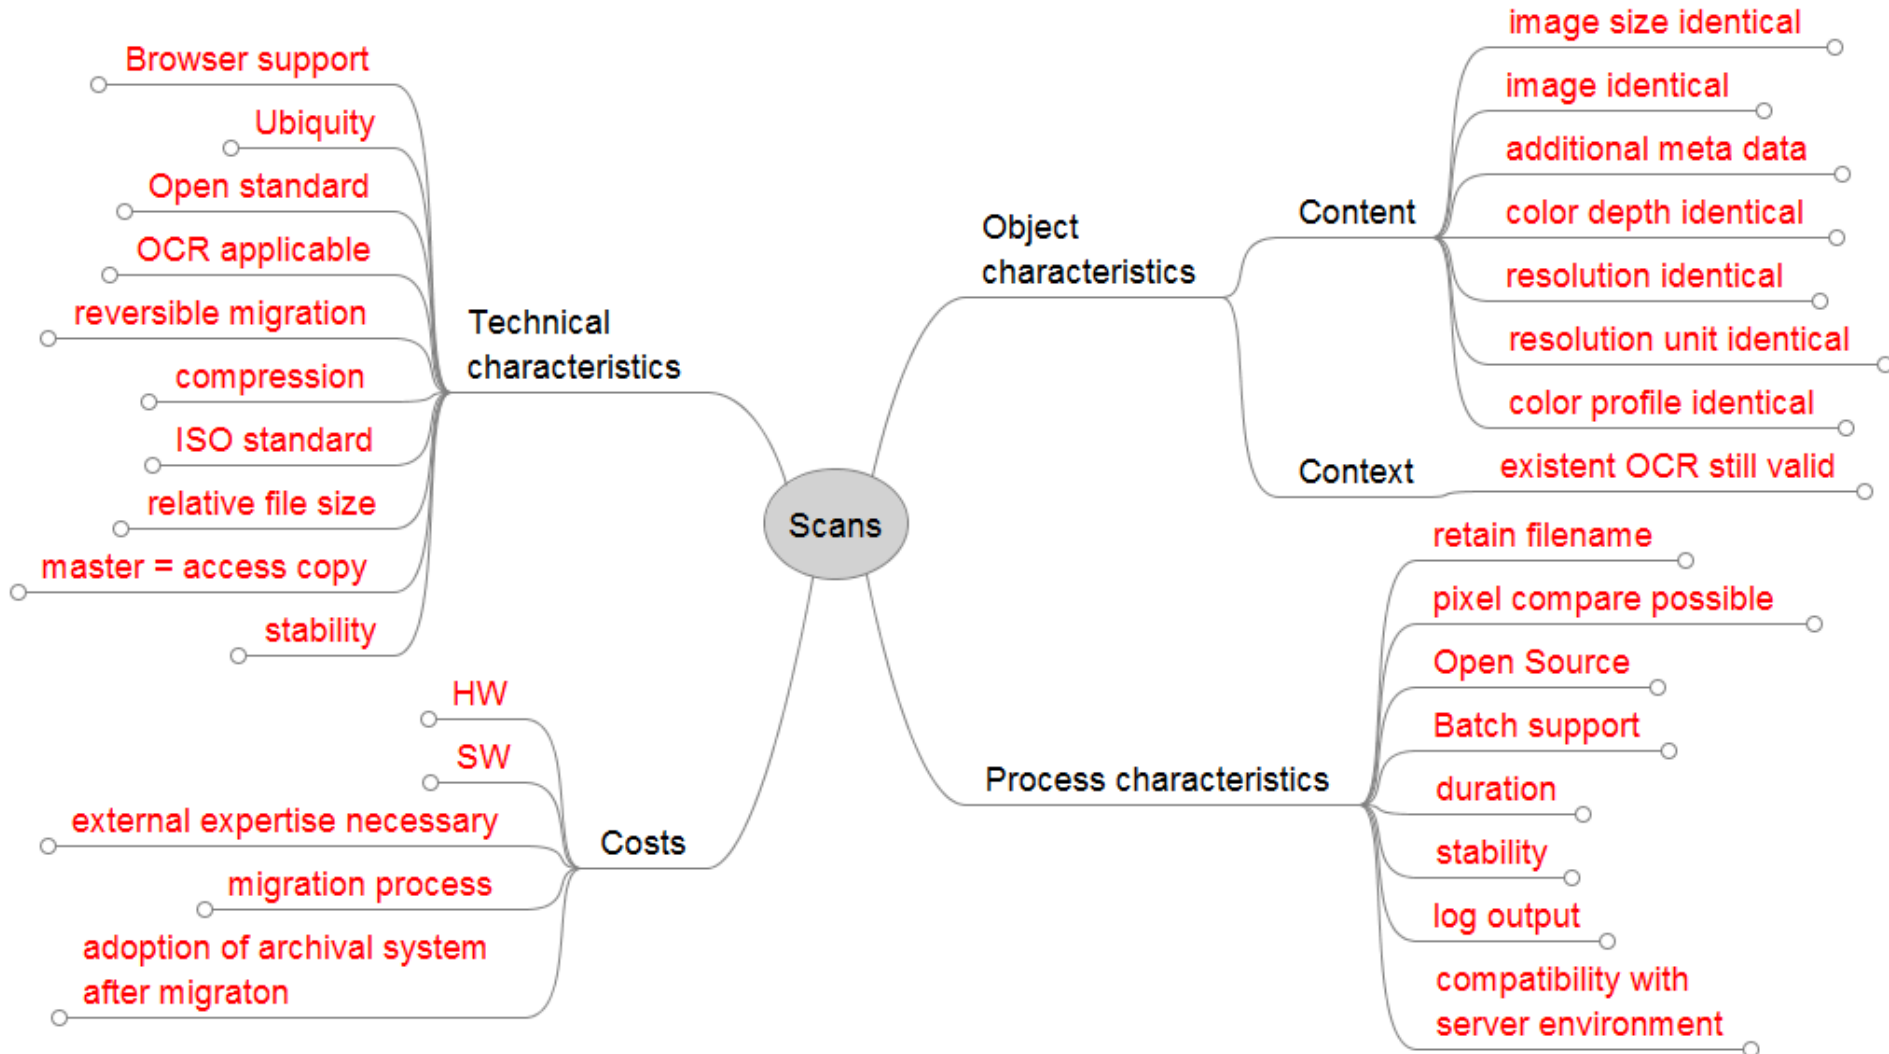 Browser support
Ubiquity
Open standard
OCR applicable
reversible migration
compression
ISO standard
relative file size
master = access copy
stability
Technical
characteristics
HW
SW
external expertise necessary
migration process
adoption of archival system
after migraton
Costs
Scans
Object
characteristics
Content
image size identical
image identical
additional meta data
color depth identical
resolution identical
resolution unit identical
color profile identical
Context
existent OCR still valid
Process characteristics
retain filename
pixel compare possible
Open Source
Batch support
duration
stability
log output
compatibility with
server environment